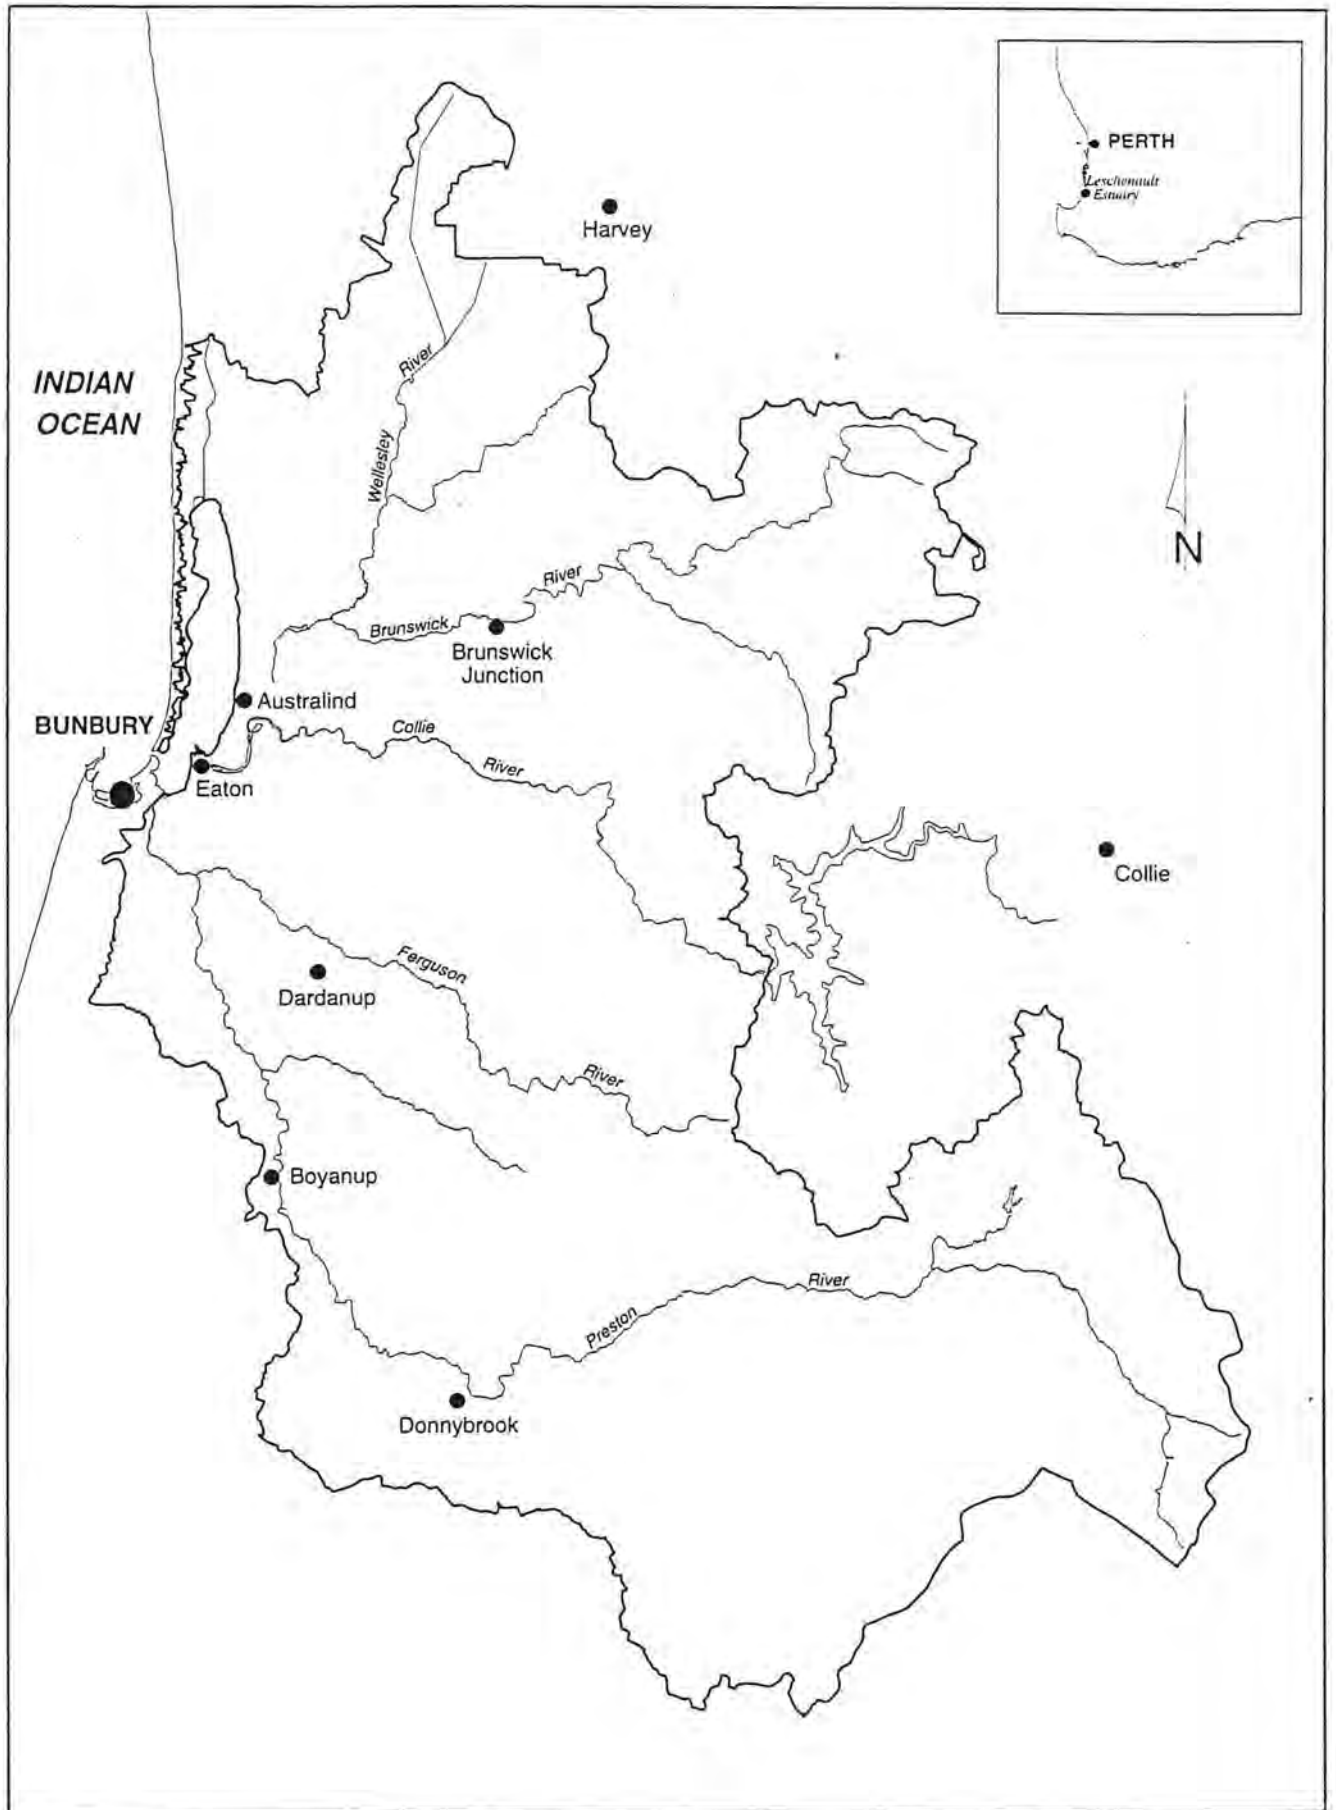 PERTH
Leschenault
Estuary
Harvey
INDIAN
OCEAN
River
Wellesley
N
River
Brunswick
Brunswick
Junction
Australind
BUNBURY
Collie
River
Eaton
Collie
Ferguson
Dardanup
River
Boyanup
River
Preston
Donnybrook